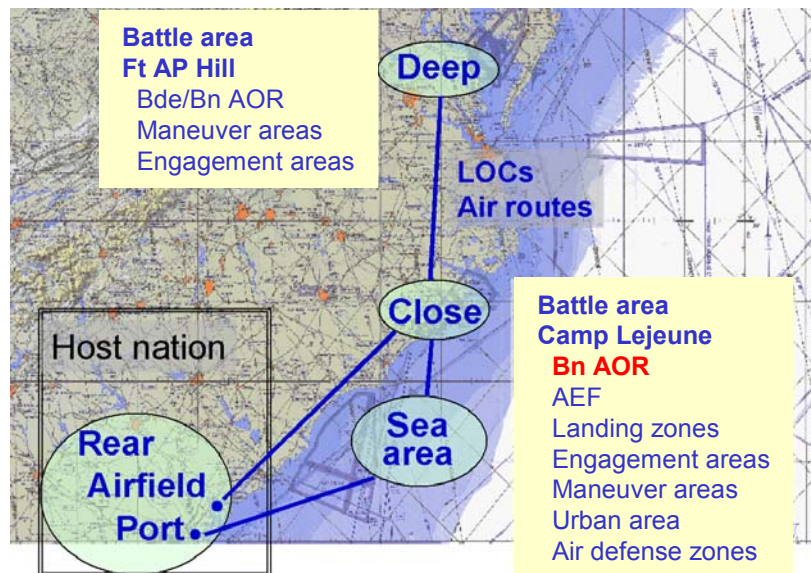 Battle area
Ft AP Hill
Bde/Bn AOR
Maneuver areas
Engagement areas
Deep
LOCs
Air routes
Close
Host nation
Rear
Airfield
Port
Sea
area
Battle area
Camp Lejeune
Bn AOR
AEF
Landing zones
Engagement areas
Maneuver areas
Urban area
Air defense zones